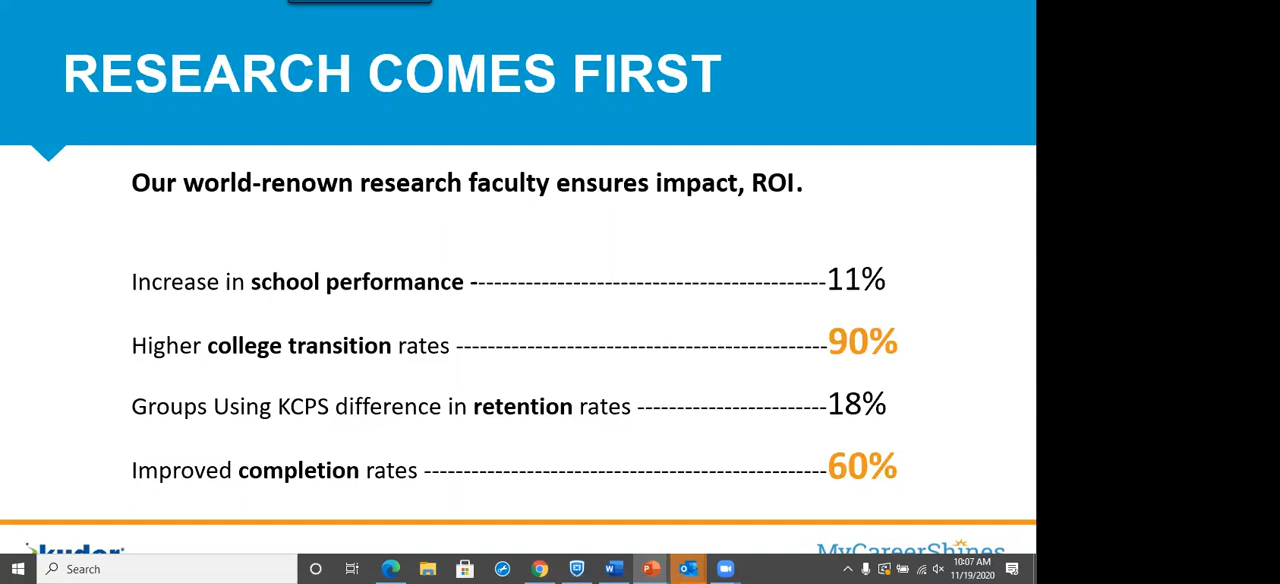 RESEARCH COMES FIRST
Our world-renown research faculty ensures impact, ROI.
Increase in school performance -------------------------------------------11%
Higher college transition rates ----------------------------------------------90%
Groups Using KCPS difference in retention rates ------------------------18%
Improved completion rates --------------------------------------------------60%
kuder
MyCareerShines
Search
10:07 AM
11/19/2020